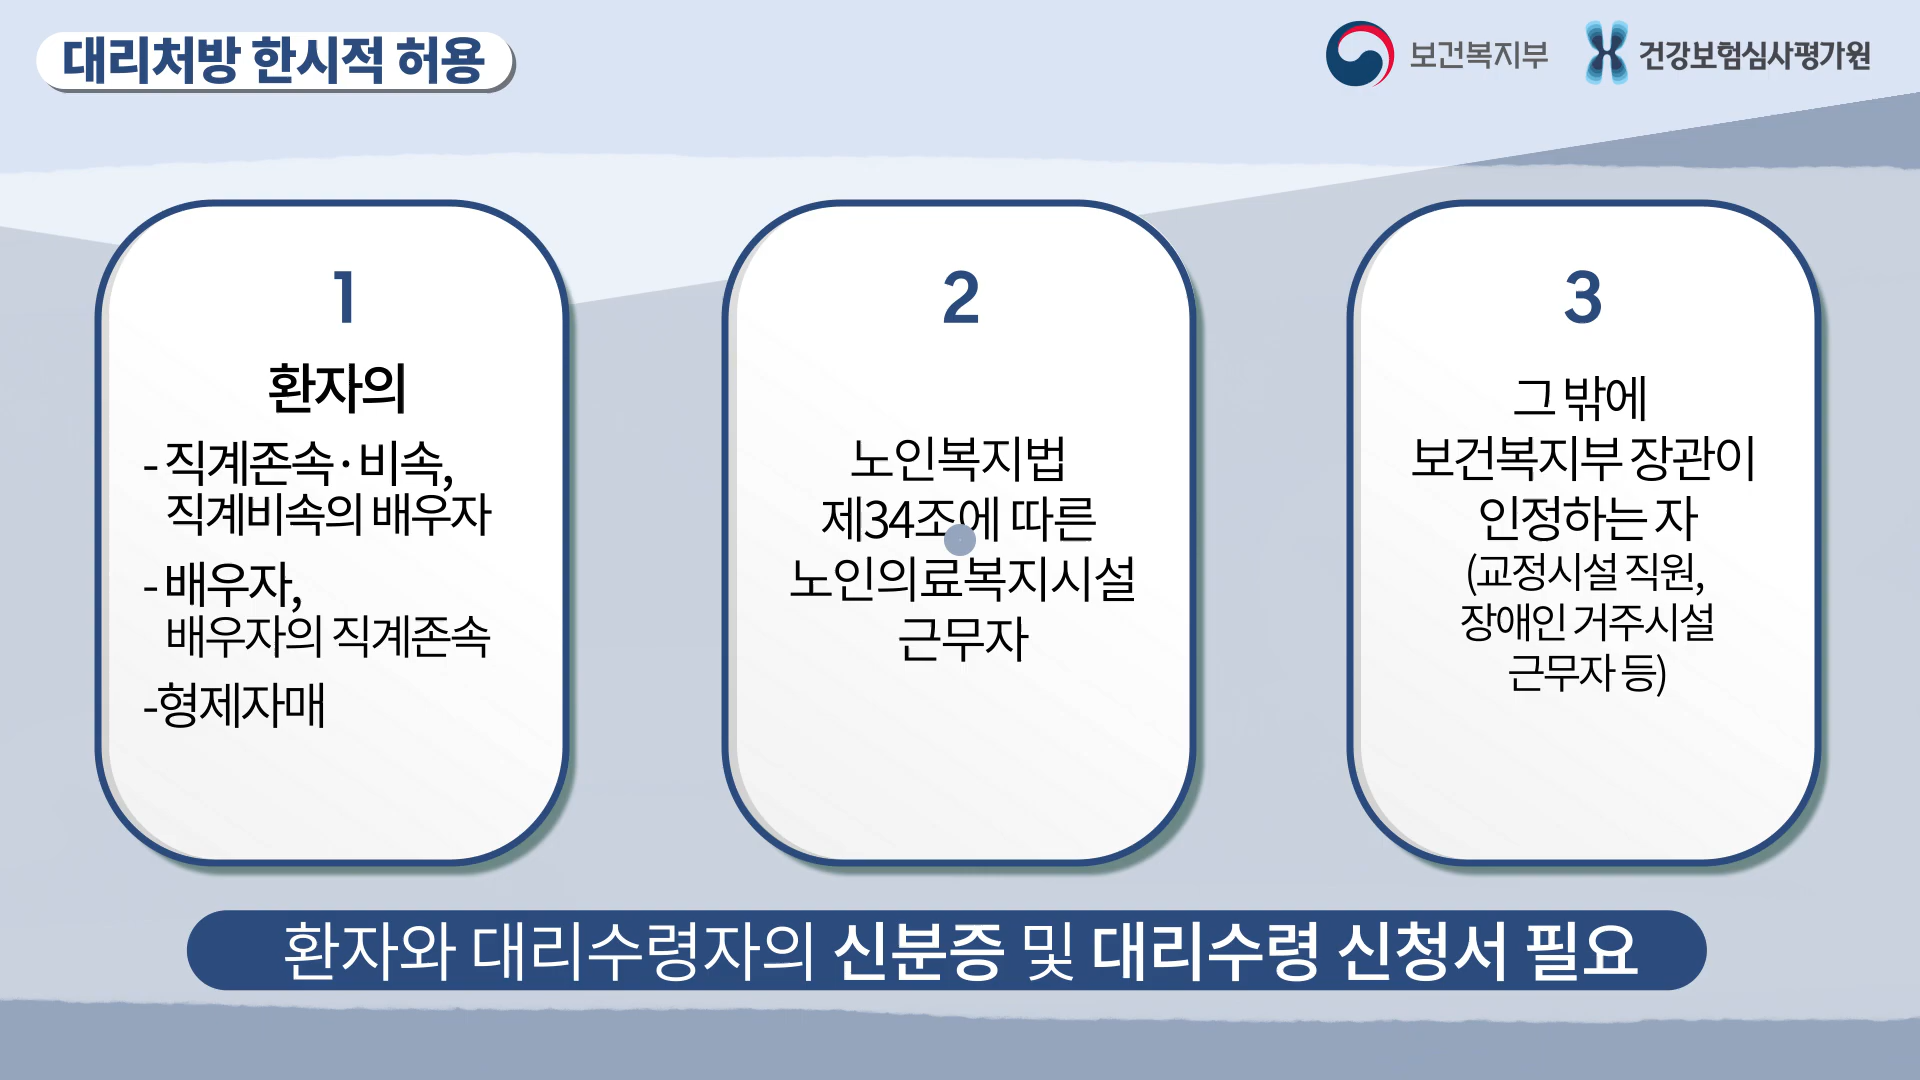 대리처방 한시적 허용
보건복지부
건강보험심사평가원
1
환자의
- 직계존속·비속,
직계비속의 배우자
- 배우자,
배우자의 직계존속
-형제자매
2
노인복지법
제34조에 따른
노인의료복지시설
근무자
3
그 밖에
보건복지부 장관이
인정하는 자
(교정시설 직원,
장애인 거주시설
근무자 등)
환자와 대리수령자의 신분증 및 대리수령 신청서 필요